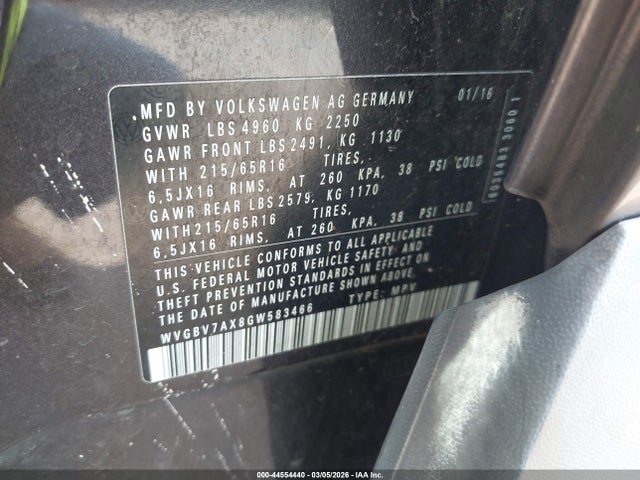 MFD BY VOLKSWAGEN AG GERMANY 01/16
GVWR LBS 4960 KG 2250
GAWR FRONT LBS 2491, KG 1130
WITH 215/65R16 TIRES,
6,5JX16 RIMS, AT 260 KPA, 38 PSI COLD
GAWR REAR LBS 2579, KG 1170
WITH 215/65R16 TIRES,
6,5JX16 RIMS, AT 260 KPA, 38 PSI COLD
THIS VEHICLE CONFORMS TO ALL APPLICABLE
U.S. FEDERAL MOTOR VEHICLE SAFETY AND
THEFT PREVENTION STANDARDS IN EFFECT ON
THE DATE OF MANUFACTURE SHOWN ABOVE.
WVGBV7AX8GW583466 TYPE: MPV
000-44554440 - 03/05/2026 - COPYRIGHT IAA, LLC.